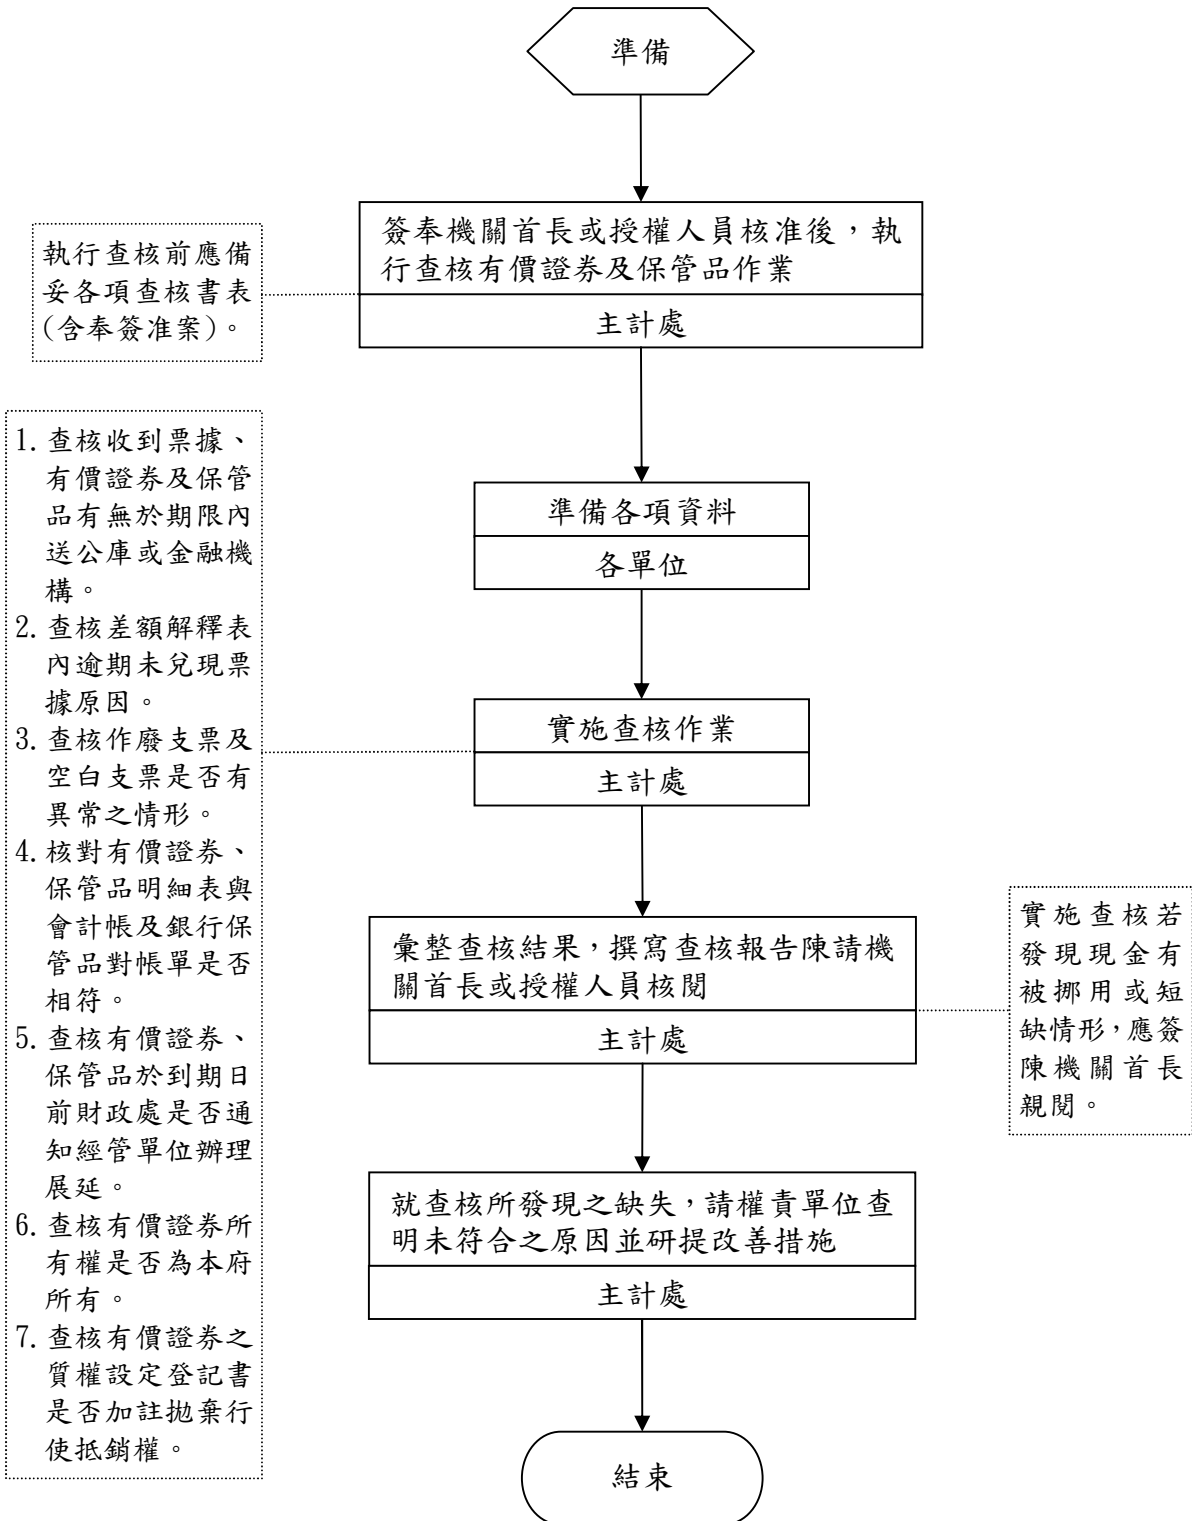 準備
簽奉機關首長或授權人員核准後，執
行查核有價證券及保管品作業
主計處
執行查核前應備
妥各項查核書表
(含奉簽准案)。
準備各項資料
各單位
1. 查核收到票據、
有價證券及保管
品有無於期限內
送公庫或金融機
構。
2. 查核差額解釋表
內逾期未兌現票
據原因。
3. 查核作廢支票及
空白支票是否有
異常之情形。
4. 核對有價證券、
保管品明細表與
會計帳及銀行保
管品對帳單是否
相符。
5. 查核有價證券、
保管品於到期日
前財政處是否通
知經管單位辦理
展延。
6. 查核有價證券所
有權是否為本府
所有。
7. 查核有價證券之
質權設定登記書
是否加註拋棄行
使抵銷權。
實施查核作業
主計處
彙整查核結果，撰寫查核報告陳請機
關首長或授權人員核閱
主計處
實施查核若
發現現金有
被挪用或短
缺情形，應簽
陳機關首長
親閱。
就查核所發現之缺失，請權責單位查
明未符合之原因並研提改善措施
主計處
結束